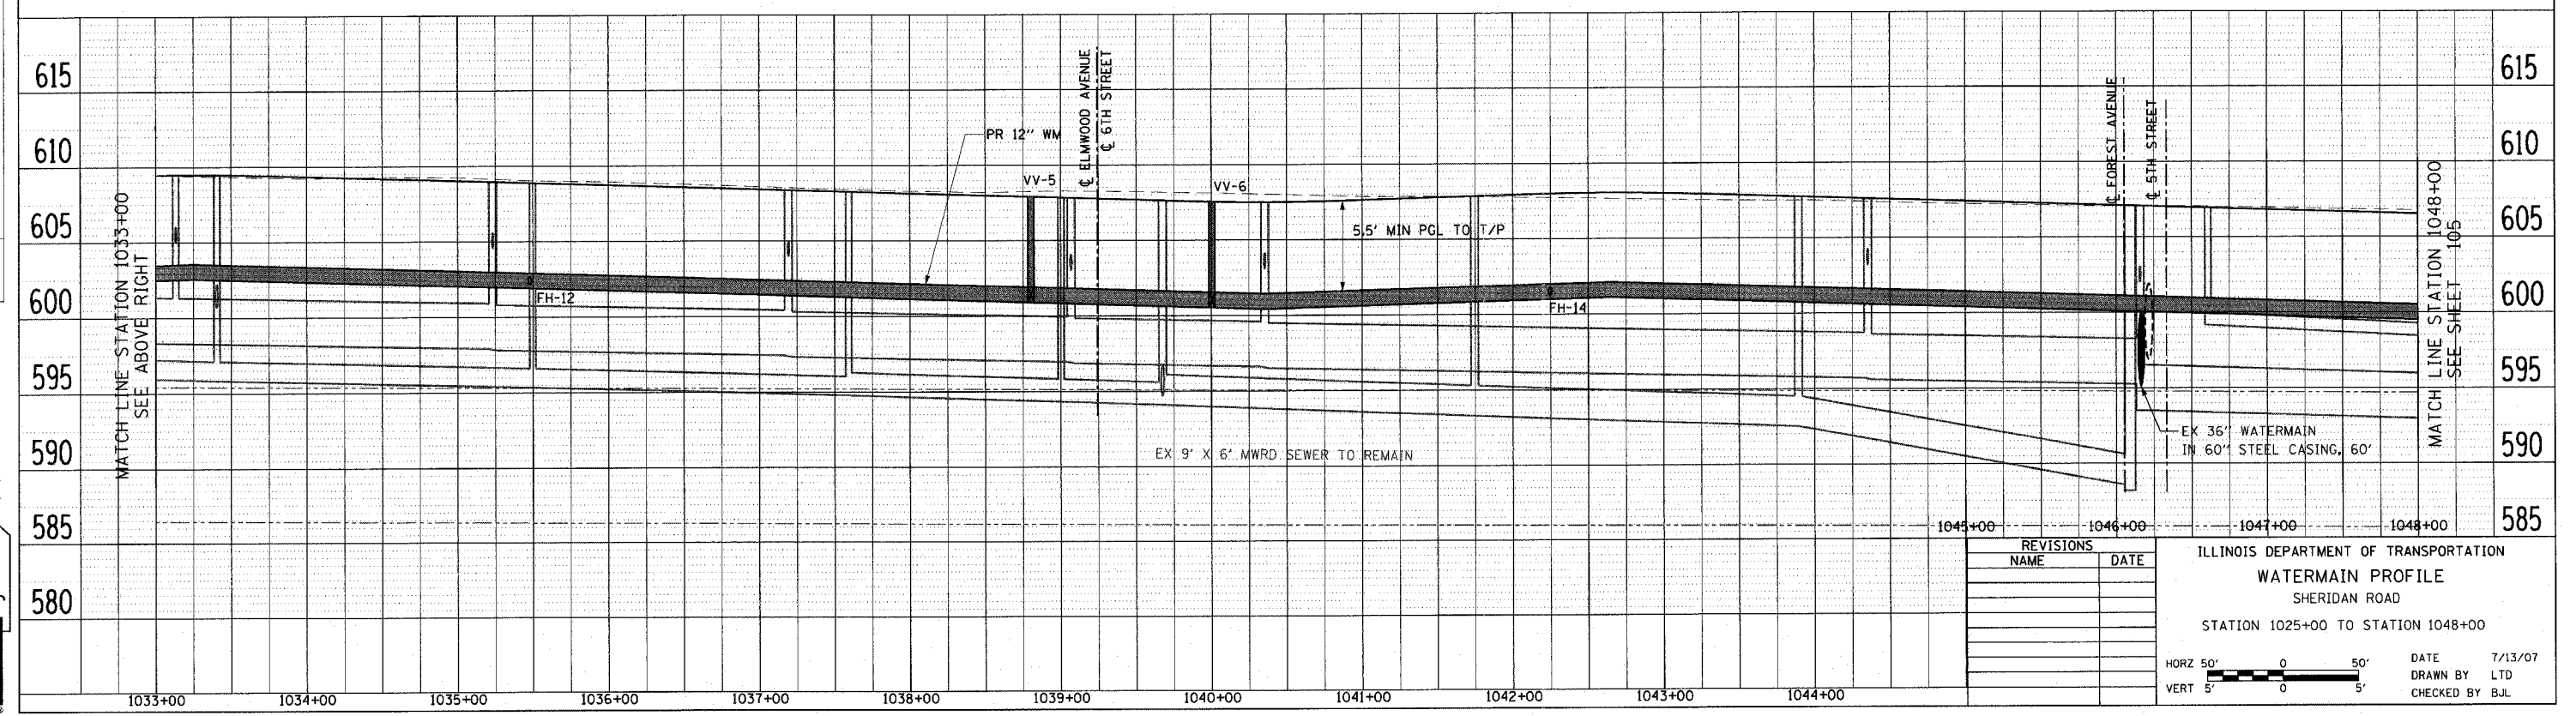 615
610
605
600
595
590
585
580
MATCH LINE STATION 1033+00
SEE ABOVE RIGHT
PR 12" WM
VV-5
℄ ELMWOOD AVENUE
℄ 6TH STREET
VV-6
5.5' MIN PGL TO T/P
FH-12
FH-14
EX 9' X 6' MWRD SEWER TO REMAIN
℄ FOREST AVENUE
℄ 5TH STREET
EX 36" WATERMAIN
IN 60" STEEL CASING, 60'
MATCH LINE STATION 1048+00
SEE SHEET 105
615
610
605
600
595
590
585
1033+00
1034+00
1035+00
1036+00
1037+00
1038+00
1039+00
1040+00
1041+00
1042+00
1043+00
1044+00
1045+00
1046+00
1047+00
1048+00
REVISIONS
NAME DATE
ILLINOIS DEPARTMENT OF TRANSPORTATION
WATERMAIN PROFILE
SHERIDAN ROAD
STATION 1025+00 TO STATION 1048+00
HORZ 50' 0 50'
VERT 5' 0 5'
DATE 7/13/07
DRAWN BY LTD
CHECKED BY BJL